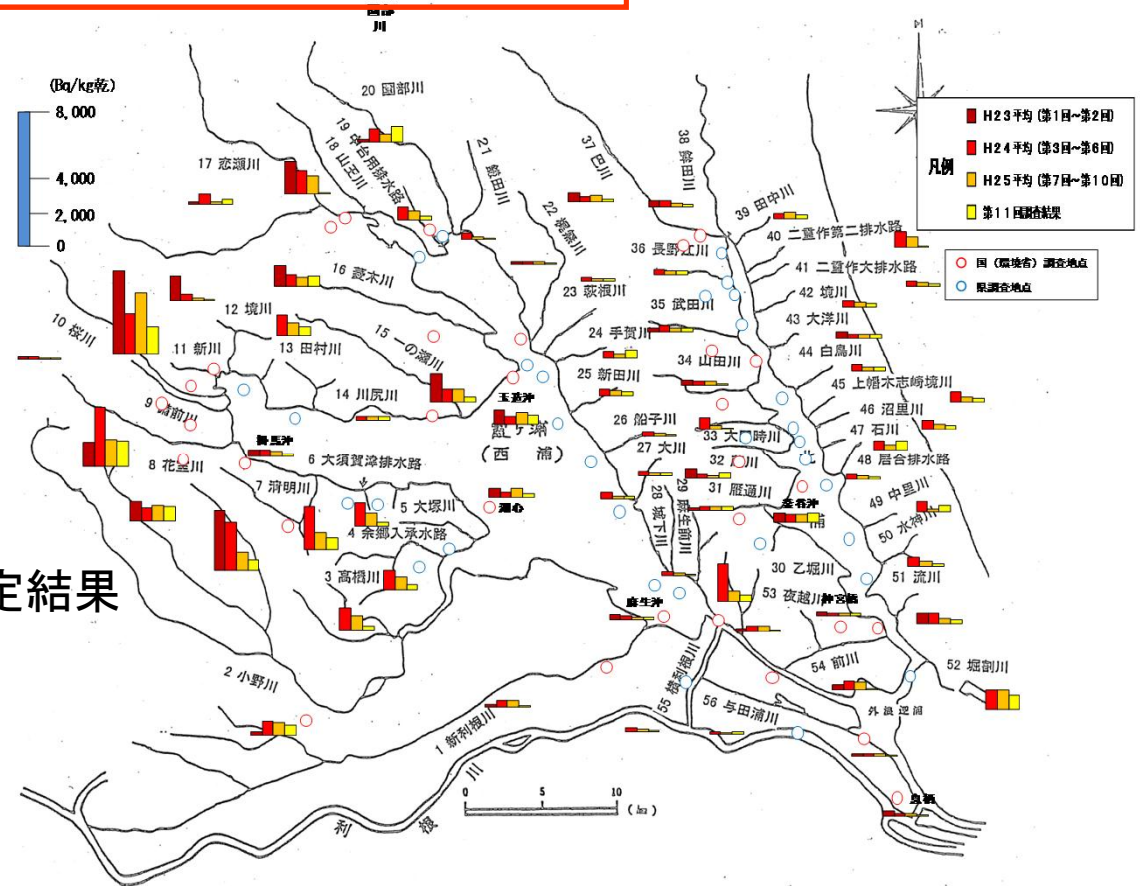 川
(Bq/kg乾)
8,000
4,000
2,000
0
凡例
H23平均 (第1回~第2回)
H24平均 (第3回~第6回)
H25平均 (第7回~第10回)
第11回調査結果
国（環境省）調査地点
県調査地点
20 園部川
19 中台用排水路
18 山王川
17 恋瀬川
21 鎧田川
22 梶無川
37 巴川
38 鉾田川
39 田中川
40 二重作第二排水路
41 二重作大排水路
36 長野江川
16 菱木川
23 萩根川
35 武田川
42 境川
43 大洋川
12 境川
15 一の瀬川
24 手賀川
34 山田川
44 白鳥川
10 桜川
11 新川
13 田村川
25 新田川
45 上幡木志崎境川
14 川尻川
玉造沖
46 沼里川
9 備前川
霞ヶ浦
(西浦)
26 船子川
47 石川
掛馬沖
27 大川
48 居合排水路
8 花室川
6 大須賀津排水路
7 清明川
5 大塚川
湖心
31 雁通川
釜谷沖
49 中里川
28 城下川
29 麻生前川
50 水神川
4 余郷入承水路
30 乙堀川
51 流川
定結果
3 高橋川
53 夜越川
神宮橋
麻生沖
2 小野川
54 前川
52 堀割川
55 横利根川
56 与田浦川
外浪逆浦
1 新利根川
利根川
0 5 10 (km)
息栖